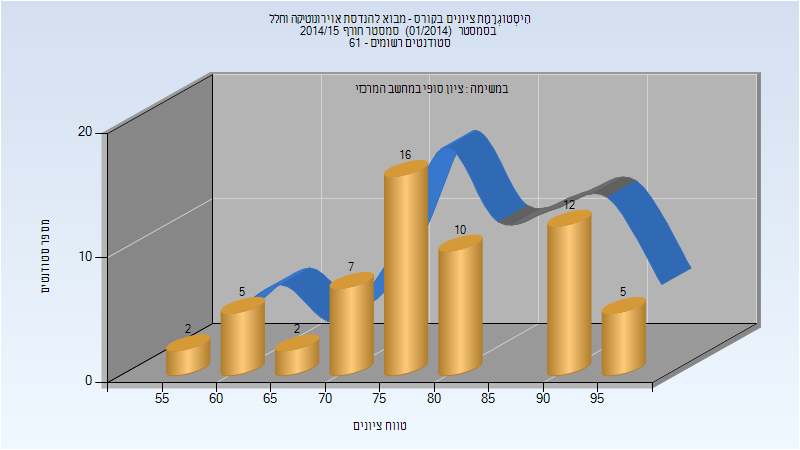 היסטוגרמת ציונים בקורס - מבוא להנדסת אוירונוטיקה וחלל
בסמסטר (01/2014) סמסטר חורף 2014/15
סטודנטים רשומים - 61
במשימה : ציון סופי במחשב המרכזי
20
10
0
מספר סטודנטים
2
5
2
7
16
10
12
5
55 60 65 70 75 80 85 90 95
טווח ציונים